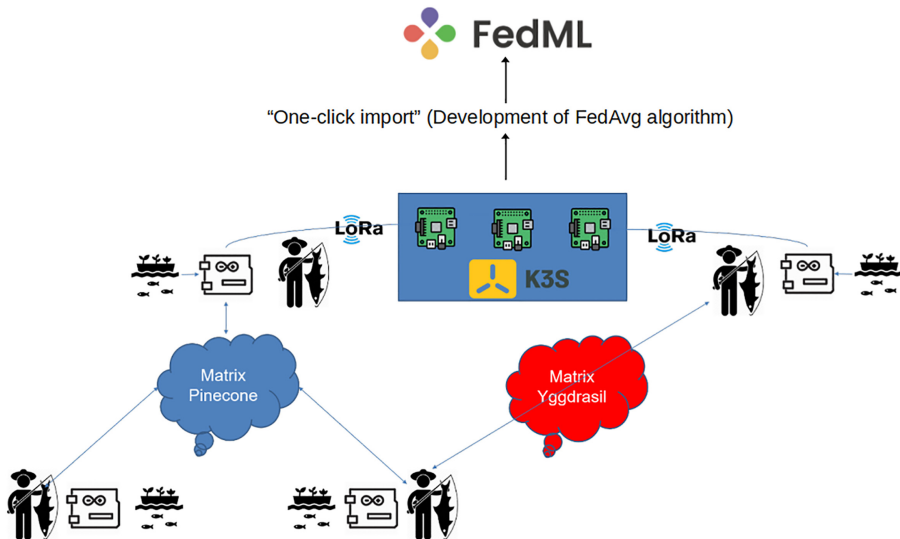 FedML
“One-click import” (Development of FedAvg algorithm)
LoRa
LoRa
K3S
Matrix
Pinecone
Matrix
Yggdrasil